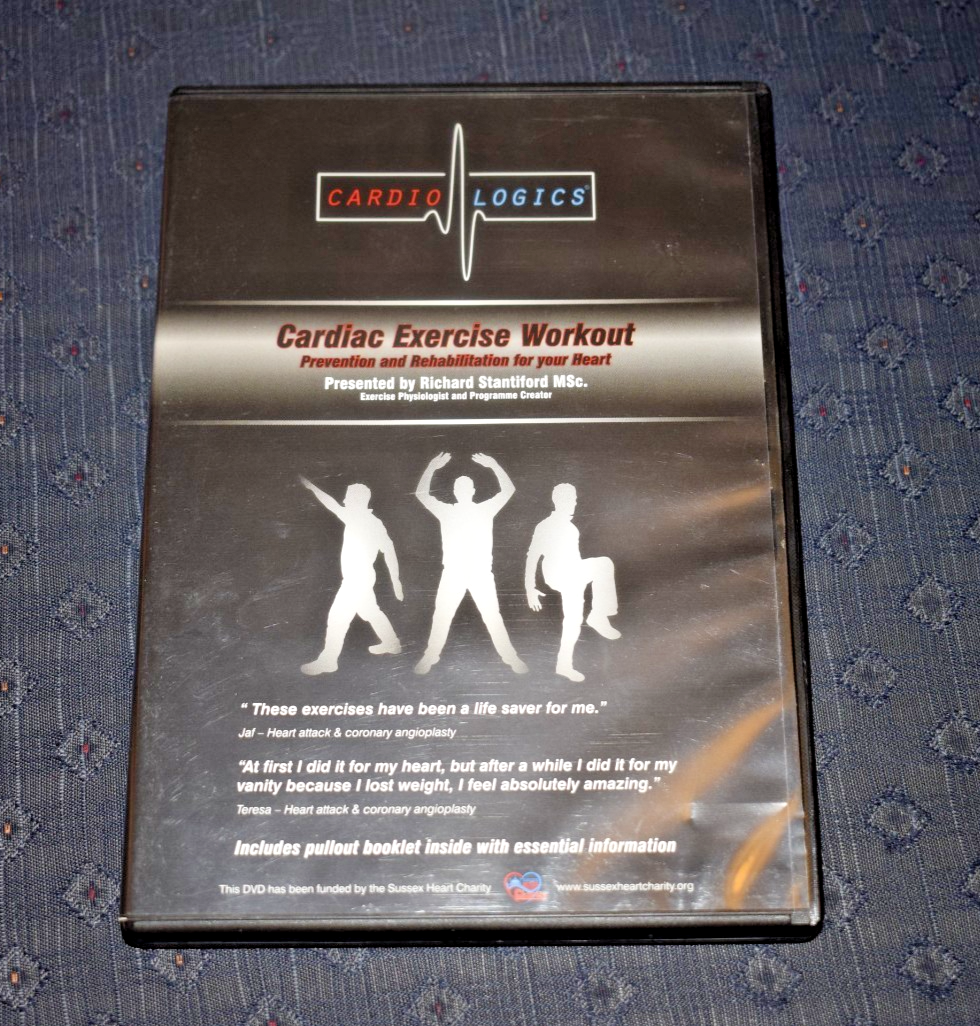 CARDIO LOGICS
Cardiac Exercise Workout
Prevention and Rehabilitation for your Heart
Presented by Richard Stantiford MSc.
Exercise Physiologist and Programme Creator
“ These exercises have been a life saver for me.”
Jaf – Heart attack & coronary angioplasty
“At first I did it for my heart, but after a while I did it for my
vanity because I lost weight, I feel absolutely amazing.”
Teresa – Heart attack & coronary angioplasty
Includes pullout booklet inside with essential information
This DVD has been funded by the Sussex Heart Charity www.sussexheartcharity.org